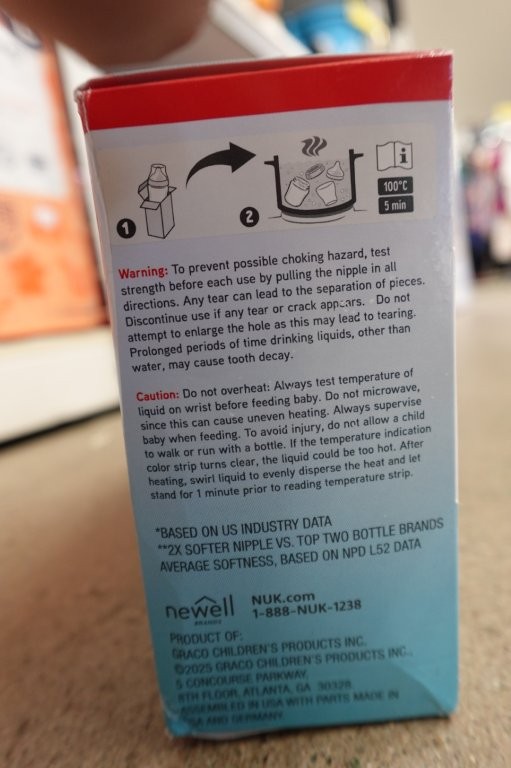 1
2
i
100°C
5 min
Warning: To prevent possible choking hazard, test
strength before each use by pulling the nipple in all
directions. Any tear can lead to the separation of pieces.
Discontinue use if any tear or crack appears. Do not
attempt to enlarge the hole as this may lead to tearing.
Prolonged periods of time drinking liquids, other than
water, may cause tooth decay.
Caution: Do not overheat: Always test temperature of
liquid on wrist before feeding baby. Do not microwave,
since this can cause uneven heating. Always supervise
baby when feeding. To avoid injury, do not allow a child
to walk or run with a bottle. If the temperature indication
color strip turns clear, the liquid could be too hot. After
heating, swirl liquid to evenly disperse the heat and let
stand for 1 minute prior to reading temperature strip.
*BASED ON US INDUSTRY DATA
**2X SOFTER NIPPLE VS. TOP TWO BOTTLE BRANDS
AVERAGE SOFTNESS, BASED ON NPD L52 DATA
newell
BRANDS
NUK.com
1-888-NUK-1238
PRODUCT OF:
GRACO CHILDREN'S PRODUCTS INC.
©2025 GRACO CHILDREN'S PRODUCTS INC.,
5 CONCOURSE PARKWAY,
8TH FLOOR, ATLANTA, GA 30328
ASSEMBLED IN USA WITH PARTS MADE IN
USA AND GERMANY